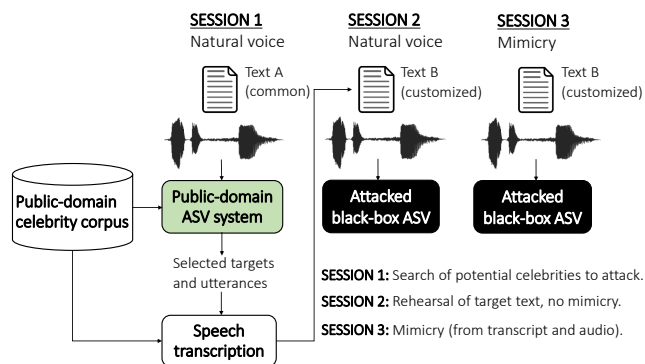 SESSION 1
Natural voice
Text A
(common)
SESSION 2
Natural voice
Text B
(customized)
SESSION 3
Mimicry
Text B
(customized)
Public-domain
celebrity corpus
Public-domain
ASV system
Attacked
black-box ASV
Attacked
black-box ASV
Selected targets
and utterances
Speech
transcription
SESSION 1: Search of potential celebrities to attack.
SESSION 2: Rehearsal of target text, no mimicry.
SESSION 3: Mimicry (from transcript and audio).